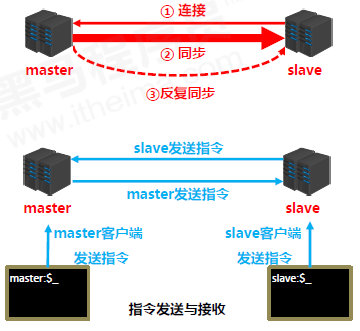 ① 连接
② 同步
master
slave
③反复同步
slave发送指令
master发送指令
master
slave
master客户端
发送指令
slave客户端
发送指令
master:$_
slave:$_
指令发送与接收